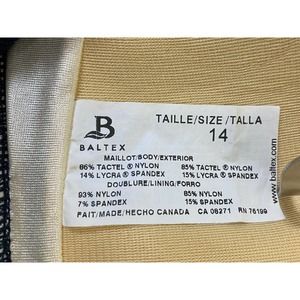 B
BALTEX
TAILLE/SIZE/TALLA
14
MAILLOT/BODY/EXTERIOR
86% TACTEL® NYLON 85% TACTEL® NYLON
14% LYCRA® SPANDEX 15% LYCRA® SPANDEX
DOUBLURE/LINING/FORRO
93% NYLON 85% NYLON
7% SPANDEX 15% SPANDEX
FAIT/MADE/HECHO CANADA CA 08271 RN 76199
www.baltex.com